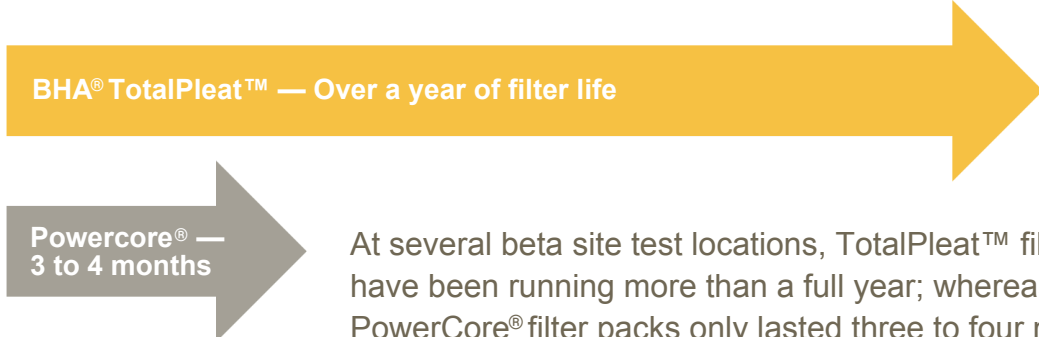 BHA® TotalPleat™ — Over a year of filter life
Powercore® —
3 to 4 months
At several beta site test locations, TotalPleat™
have been running more than a full year;
PowerCore® filter packs only lasted three to four